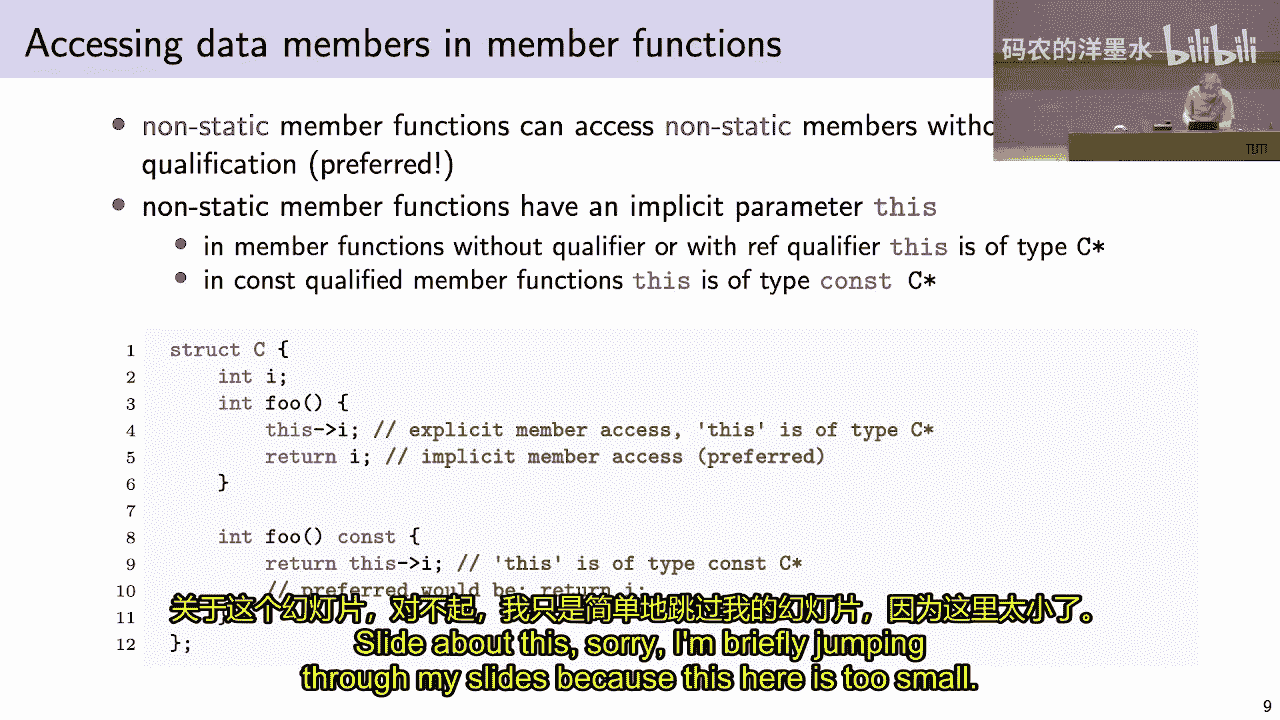 Accessing data members in member functions
码农的洋墨水 bilibili
TUM
• non-static member functions can access non-static members
qualification (preferred!)
• non-static member functions have an implicit parameter this
• in member functions without qualifier or with ref qualifier this is of type C*
• in const qualified member functions this is of type const C*
1 struct C {
2 int i;
3 int foo() {
4 this->i; // explicit member access, 'this' is of type C*
5 return i; // implicit member access (preferred)
6 }
7
8 int foo() const {
9 return this->i; // 'this' is of type const C*
10 // preferred would be: return i;
11
12 };
关于这个幻灯片，对不起，我只是简单地跳过我的幻灯片，因为这里太小了。
Slide about this, sorry, I'm briefly jumping
through my slides because this here is too small.
9